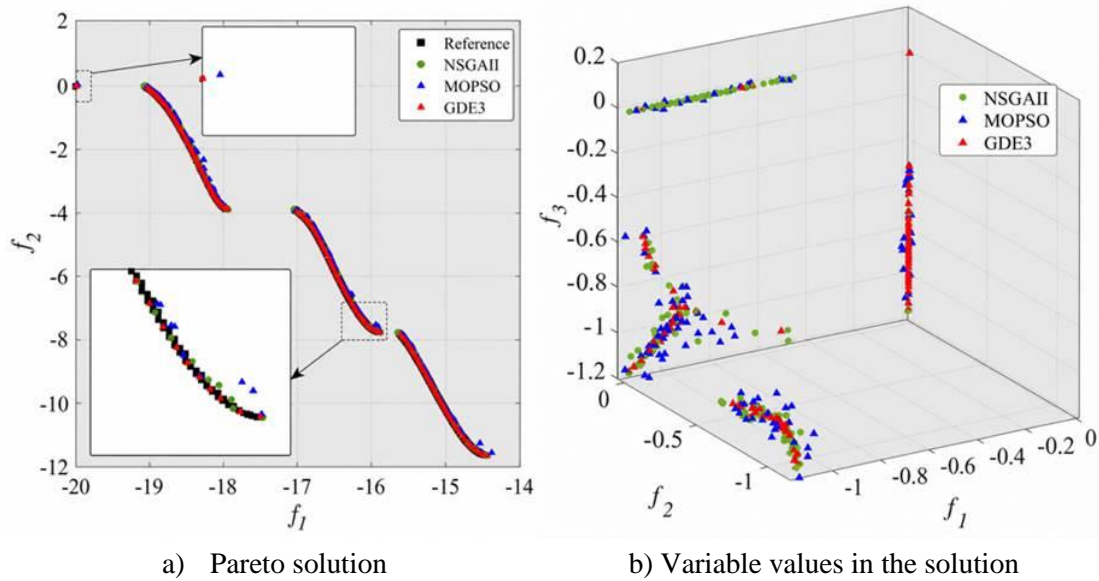 2
0
-2
-4
-6
-8
-10
-12
f2
-20 -19 -18 -17 -16 -15 -14
f1
Reference
NSGAII
MOPSO
GDE3
0.2
0
-0.2
-0.4
-0.6
-0.8
-1
-1.2
f3
0
-0.5
-1
f2
-1 -0.8 -0.6 -0.4 -0.2 0
f1
NSGAII
MOPSO
GDE3
a) Pareto solution
b) Variable values in the solution